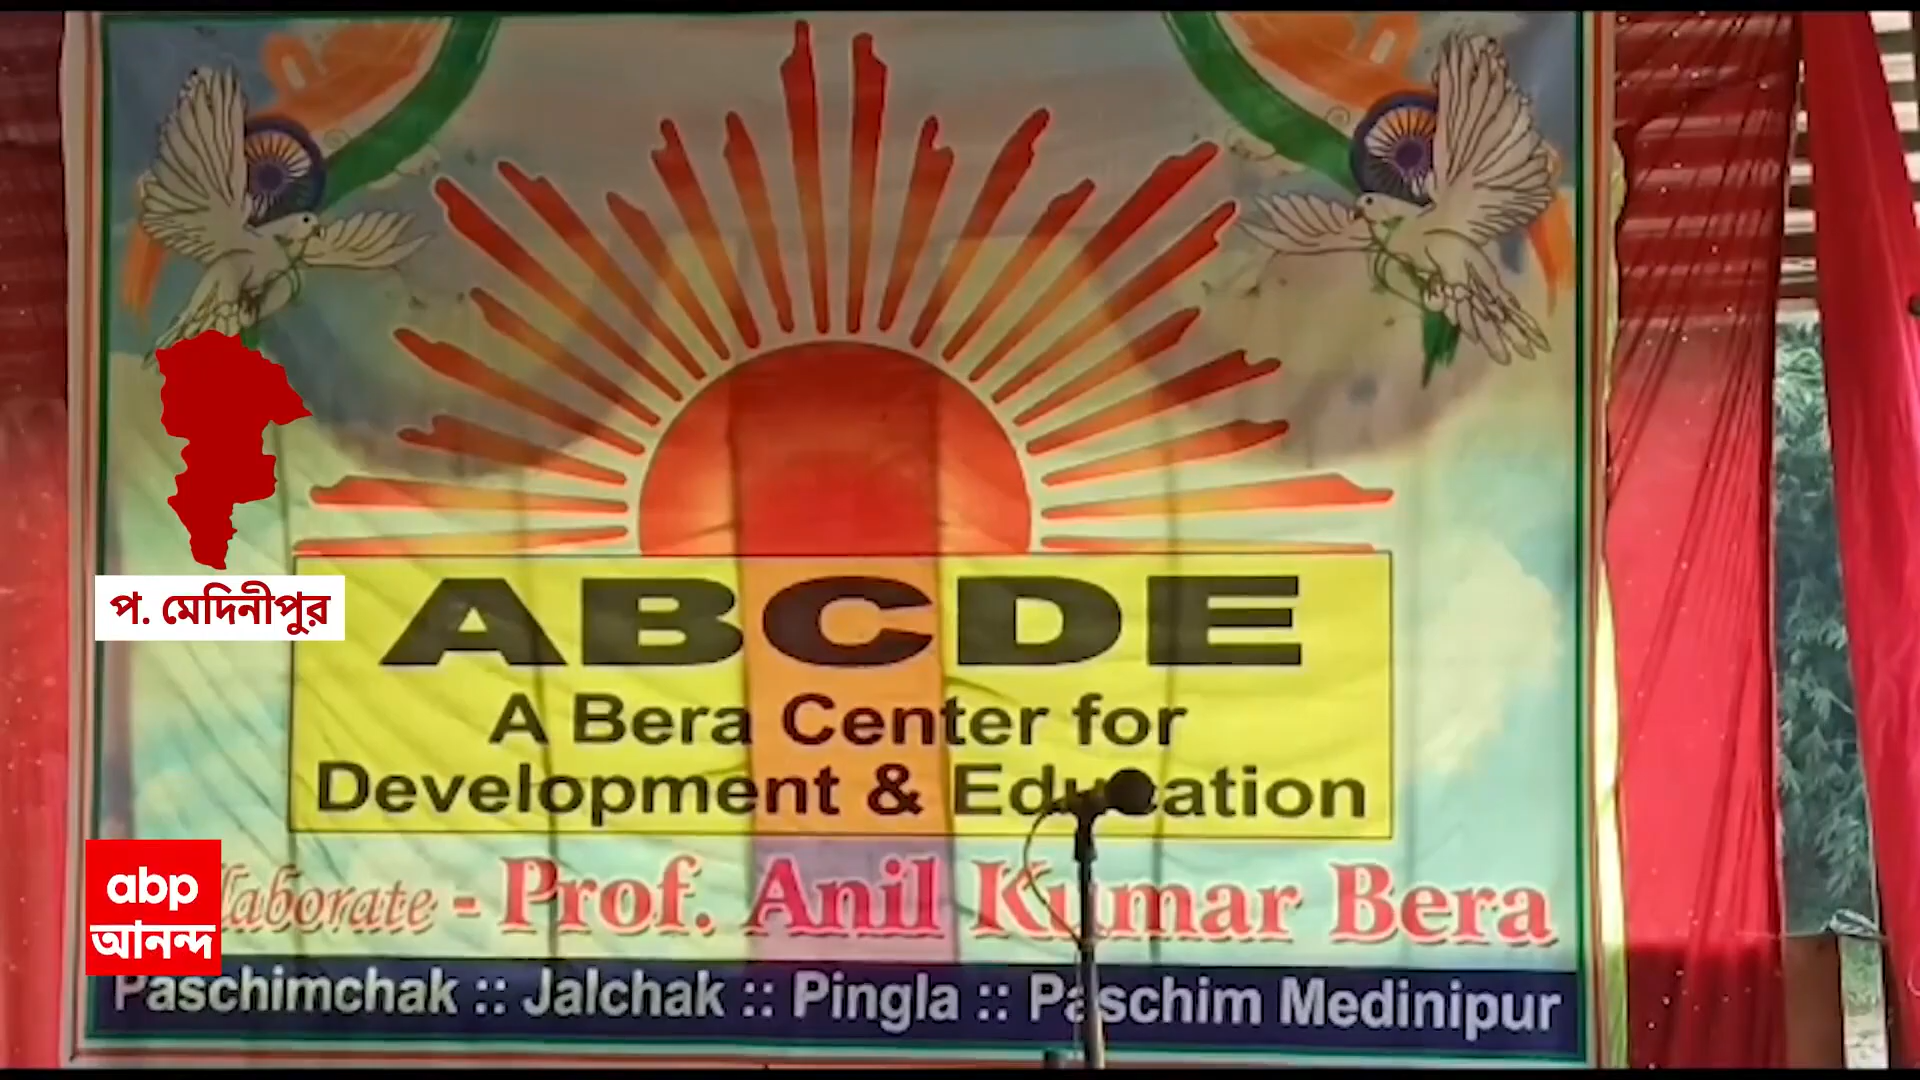 প. মেদিনীপুর
ABCDE
A Bera Center for
Development & Education
- Prof. Anil Kumar Bera
abp
আনন্দ
Paschimchak :: Jalchak :: Pingla :: Paschim Medinipur